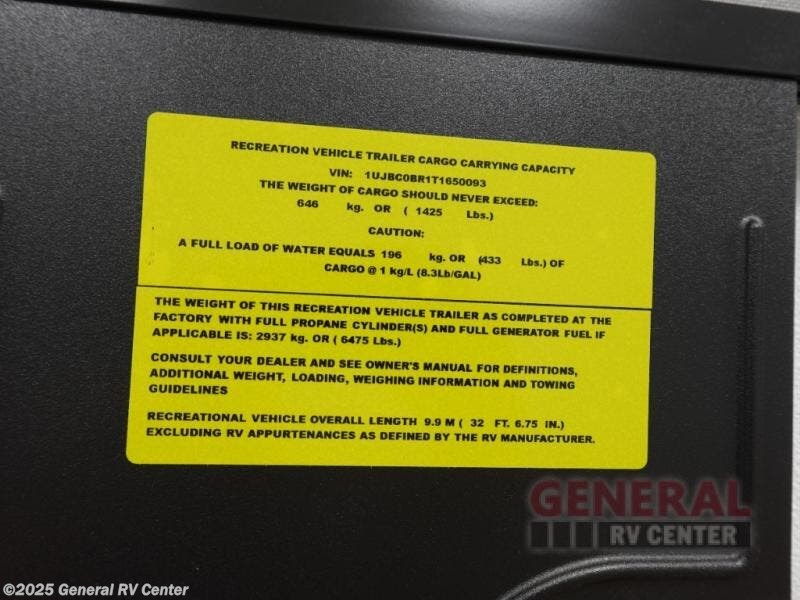 RECREATION VEHICLE TRAILER CARGO CARRYING CAPACITY
VIN: 1UJBC0BR1T1650093
THE WEIGHT OF CARGO SHOULD NEVER EXCEED:
646 kg. OR ( 1425 Lbs.)
CAUTION:
A FULL LOAD OF WATER EQUALS 196 kg. OR (433 Lbs.) OF
CARGO @ 1 kg/L (8.3Lb/GAL)
THE WEIGHT OF THIS RECREATION VEHICLE TRAILER AS COMPLETED AT THE
FACTORY WITH FULL PROPANE CYLINDER(S) AND FULL GENERATOR FUEL IF
APPLICABLE IS: 2937 kg. OR ( 6475 Lbs.)
CONSULT YOUR DEALER AND SEE OWNER'S MANUAL FOR DEFINITIONS,
ADDITIONAL WEIGHT, LOADING, WEIGHING INFORMATION AND TOWING
GUIDELINES
RECREATIONAL VEHICLE OVERALL LENGTH 9.9 M ( 32 FT. 6.75 IN.)
EXCLUDING RV APPURTENANCES AS DEFINED BY THE RV MANUFACTURER.
GENERAL
RV CENTER
©2025 General RV Center